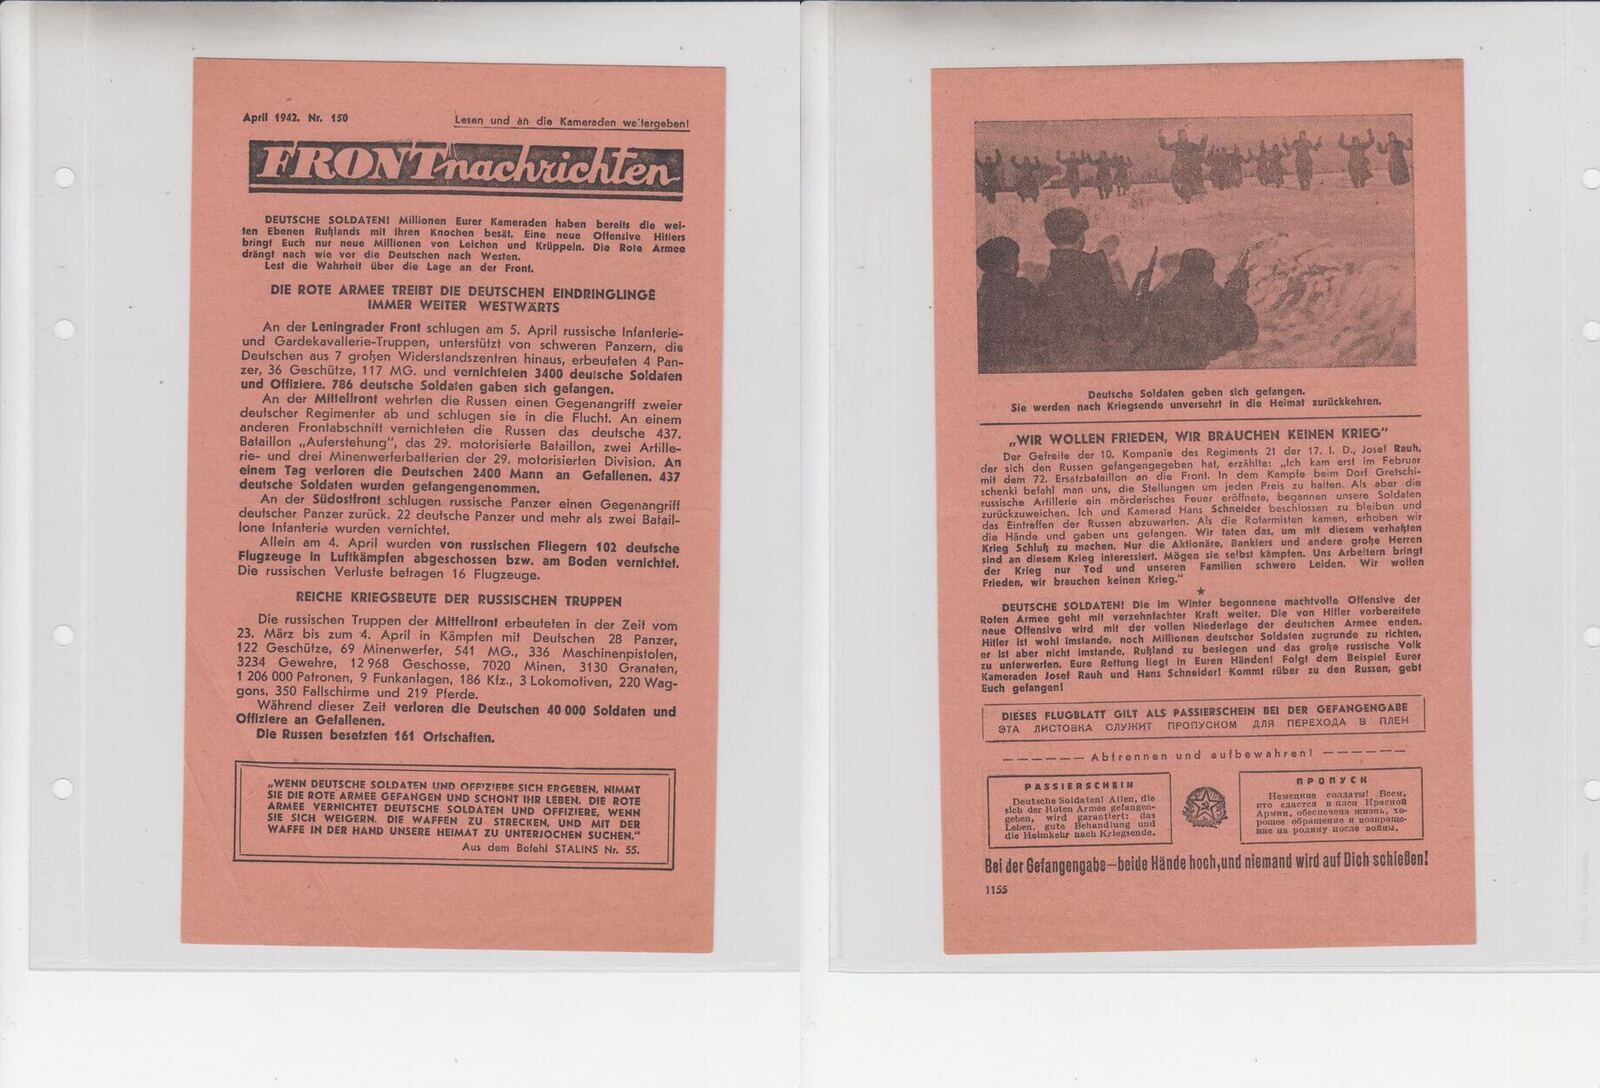 April 1942. Nr. 150
Lesen und an die Kameraden weitergeben!
FRONTnachrichten
DEUTSCHE SOLDATEN! Millionen Eurer Kameraden haben bereits die wei-
ten Ebenen Rußlands mit ihren Knochen besät. Eine neue Offensive Hitlers
bringt Euch nur neue Millionen von Leichen und Krüppeln. Die Rote Armee
drängt nach wie vor die Deutschen nach Westen.
Lest die Wahrheit über die Lage an der Front.
DIE ROTE ARMEE TREIBT DIE DEUTSCHEN EINDRINGLINGE
IMMER WEITER WESTWÄRTS
An der Leningrader Front schlugen am 5. April russische Infanterie-
und Gardekavallerie-Truppen, unterstützt von schweren Panzern, die
Deutschen aus 7 großen Widerstandszentren hinaus, erbeuteten 4 Pan-
zer, 36 Geschütze, 117 MG. und vernichteten 3400 deutsche Soldaten
und Offiziere. 786 deutsche Soldaten gaben sich gefangen.
An der Mittelfront wehrten die Russen einen Gegenangriff zweier
deutscher Regimenter ab und schlugen sie in die Flucht. An einem
anderen Frontabschnitt vernichteten die Russen das deutsche 437.
Bataillon „Auferstehung", das 29. motorisierte Bataillon, zwei Artille-
rie- und drei Minenwerferbatterien der 29. motorisierten Division. An
einem Tag verloren die Deutschen 2400 Mann an Gefallenen. 437
deutsche Soldaten wurden gefangengenommen.
An der Südostfront schlugen russische Panzer einen Gegenangriff
deutscher Panzer zurück. 22 deutsche Panzer und mehr als zwei Batail-
lone Infanterie wurden vernichtet.
Allein am 4. April wurden von russischen Fliegern 102 deutsche
Flugzeuge in Luftkämpfen abgeschossen bzw. am Boden vernichtet.
Die russischen Verluste betragen 16 Flugzeuge.
REICHE KRIEGSBEUTE DER RUSSISCHEN TRUPPEN
Die russischen Truppen der Mittelfront erbeuteten in der Zeit vom
23. März bis zum 4. April in Kämpfen mit Deutschen 28 Panzer,
122 Geschütze, 69 Minenwerfer, 541 MG., 336 Maschinenpistolen,
3234 Gewehre, 12 968 Geschosse, 7020 Minen, 3130 Granaten,
1 206 000 Patronen, 9 Funkanlagen, 186 Kfz., 3 Lokomotiven, 220 Wag-
gons, 350 Fallschirme und 219 Pferde.
Während dieser Zeit verloren die Deutschen 40 000 Soldaten und
Offiziere an Gefallenen.
Die Russen besetzten 161 Ortschaften.
„WENN DEUTSCHE SOLDATEN UND OFFIZIERE SICH ERGEBEN, NIMMT
SIE DIE ROTE ARMEE GEFANGEN UND SCHONT IHR LEBEN. DIE ROTE
ARMEE VERNICHTET DEUTSCHE SOLDATEN UND OFFIZIERE, WENN
SIE SICH WEIGERN. DIE WAFFEN ZU STRECKEN, UND MIT DER
WAFFE IN DER HAND UNSERE HEIMAT ZU UNTERJOCHEN SUCHEN."
Aus dem Befehl STALINS Nr. 55.
Deutsche Soldaten geben sich gefangen.
Sie werden nach Kriegsende unversehrt in die Heimat zurückkehten.
„WIR WOLLEN FRIEDEN, WIR BRAUCHEN KEINEN KRIEG"
Der Gefreite der 10. Kompanie des Regiments 21 der 17. I. D., Josef Rauh,
der sich den Russen gefangengegeben hat, erzählte: „Ich kam erst im Februar
mit dem 72. Ersatzbataillon an die Front. In dem Kampfe beim Dorf Gretschi-
schenki befahl man uns, die Stellungen um jeden Preis zu halten. Als aber die
russische Artillerie ein mörderisches Feuer eröffnete, begannen unsere Soldaten
zurückzuweichen. Ich und Kamerad Hans Schneider beschlossen zu bleiben und
das Eintreffen der Russen abzuwarten. Als die Rotarmisten kamen, erhoben wir
die Hände und gaben uns gefangen. Wir taten das, um mit diesem verhaßten
Krieg Schluß zu machen. Nur die Aktionäre, Bankiers und andere große Herren
sind an diesem Krieg interessiert. Mögen sie selbst kämpfen. Uns Arbeitern bringt
der Krieg nur Tod und unseren Familien schwere Leiden. Wir wollen
Frieden, wir brauchen keinen Krieg."
DEUTSCHE SOLDATEN! Die im Winter begonnene machtvolle Offensive der
Roten Armee geht mit verzehnfachter Kraft weiter. Die von Hitler vorbereitete
neue Offensive wird mit der vollen Niederlage der deutschen Armee enden.
Hitler ist wohl imstande, noch Millionen deutscher Soldaten zugrunde zu richten,
er ist aber nicht imstande, Rußland zu besiegen und das große russische Volk
zu unterwerfen. Eure Rettung liegt in Euren Händen! Folgt dem Beispiel Eurer
Kameraden Josef Rauh und Hans Schneider! Kommt rüber zu den Russen, gebt
Euch gefangen!
DIESES FLUGBLATT GILT ALS PASSIERSCHEIN BEI DER GEFANGENGABE
ЭТА ЛИСТОВКА СЛУЖИТ ПРОПУСКОМ ДЛЯ ПЕРЕХОДА В ПЛЕН
Abtrennen und aufbewahren!
PASSIERSCHEIN
Deutsche Soldaten! Allen, die
sich der Roten Armee gefangen-
geben, wird garantiert: das
Leben, gute Behandlung und
die Heimkehr nach Kriegsende.
ПРОПУСК
Немецкие солдаты! Всем,
кто сдается в плен Красной
Армии, обеспечена жизнь, хо-
рошее обращение и возвраще-
ние на родину после войны.
Bei der Gefangengabe—beide Hände hoch,und niemand wird auf Dich schießen!
1155